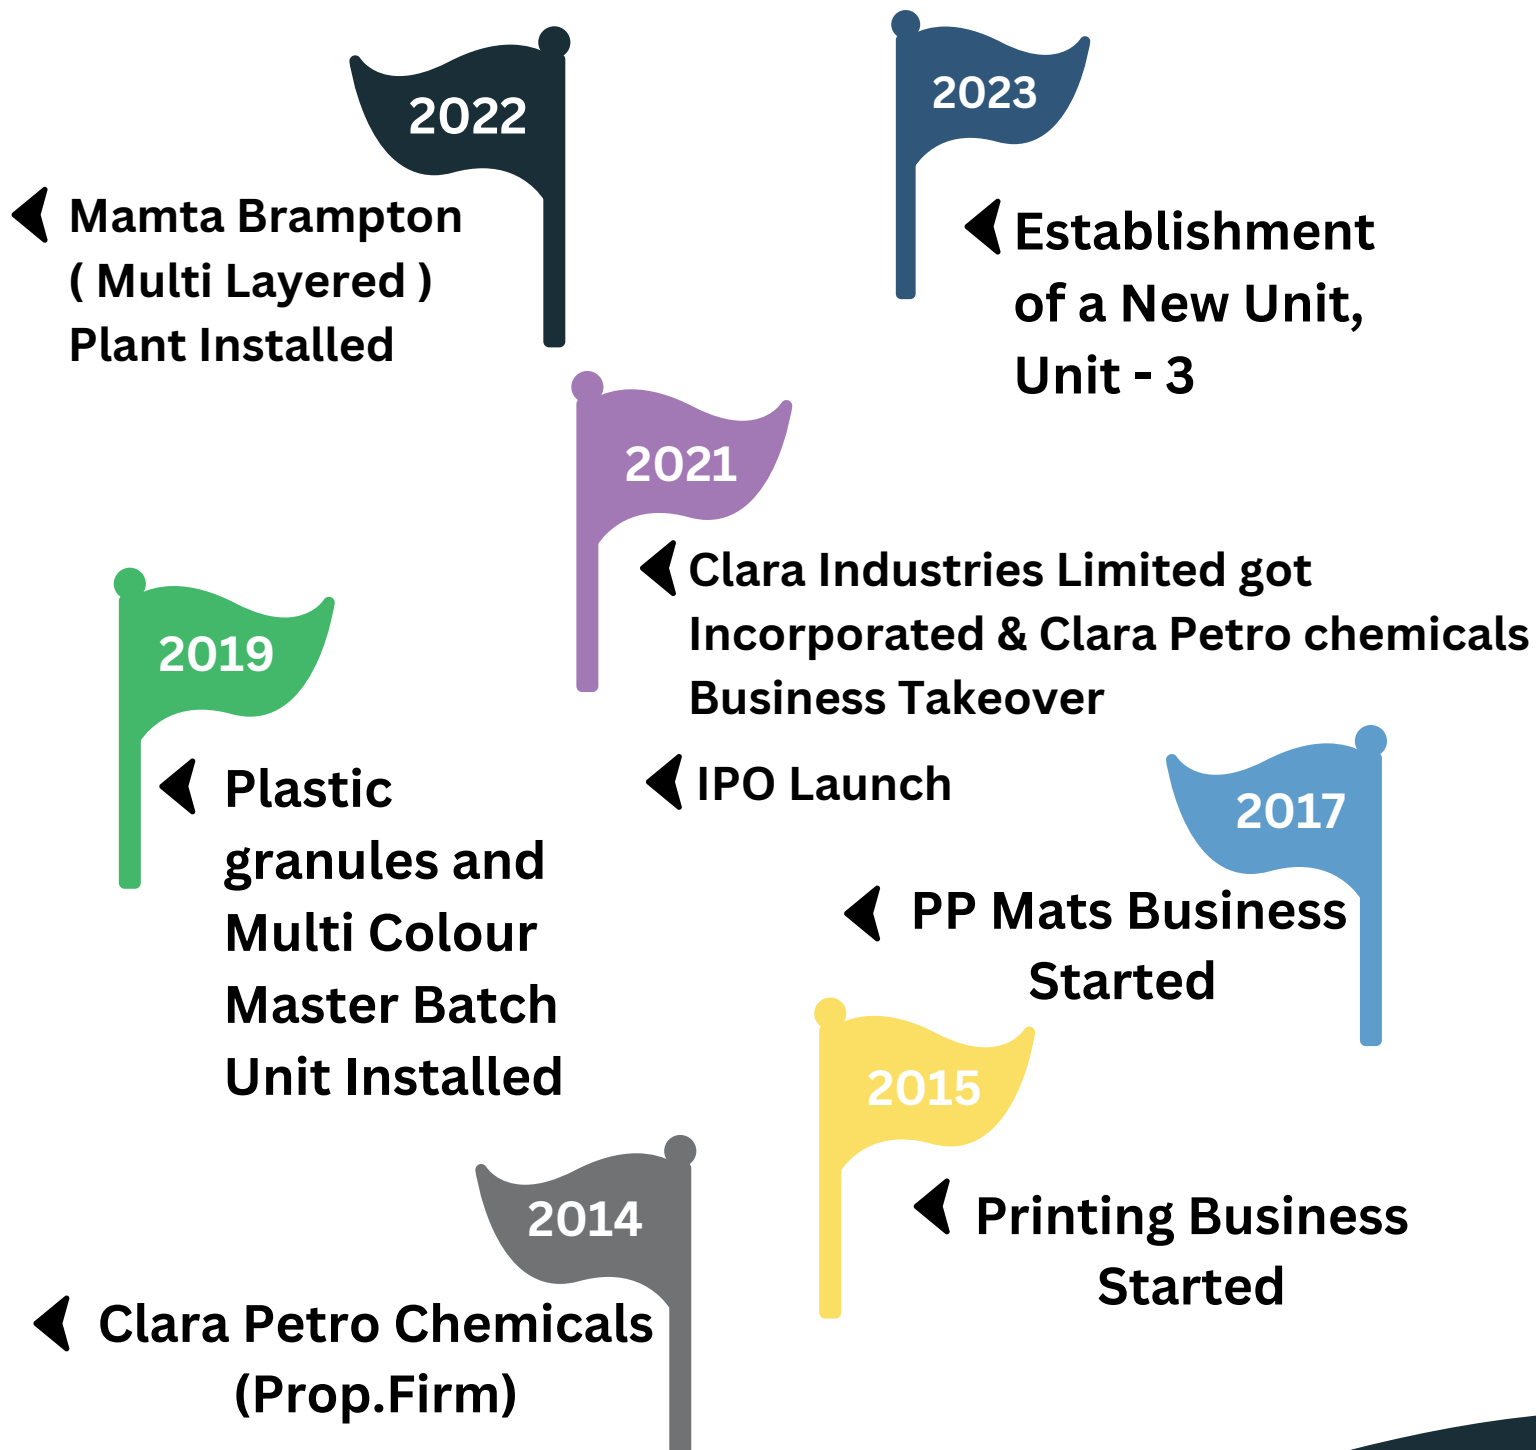 2022
Mamta Brampton
( Multi Layered )
Plant Installed
2023
Establishment
of a New Unit,
Unit - 3
2021
Clara Industries Limited got
Incorporated & Clara Petro chemicals
Business Takeover
IPO Launch
2019
Plastic
granules and
Multi Colour
Master Batch
Unit Installed
2017
PP Mats Business
Started
2015
Printing Business
Started
2014
Clara Petro Chemicals
(Prop.Firm)